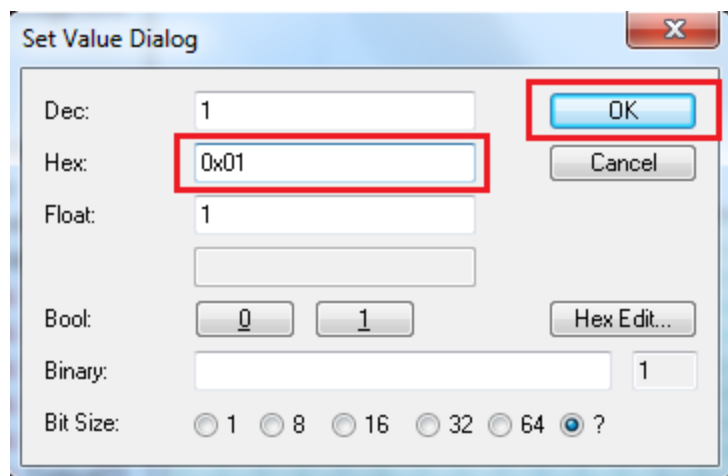 Set Value Dialog
Dec: 1 OK
Hex: 0x01 Cancel
Float: 1
Bool: 0 1 Hex Edit...
Binary: 1
Bit Size: 1 8 16 32 64 ?